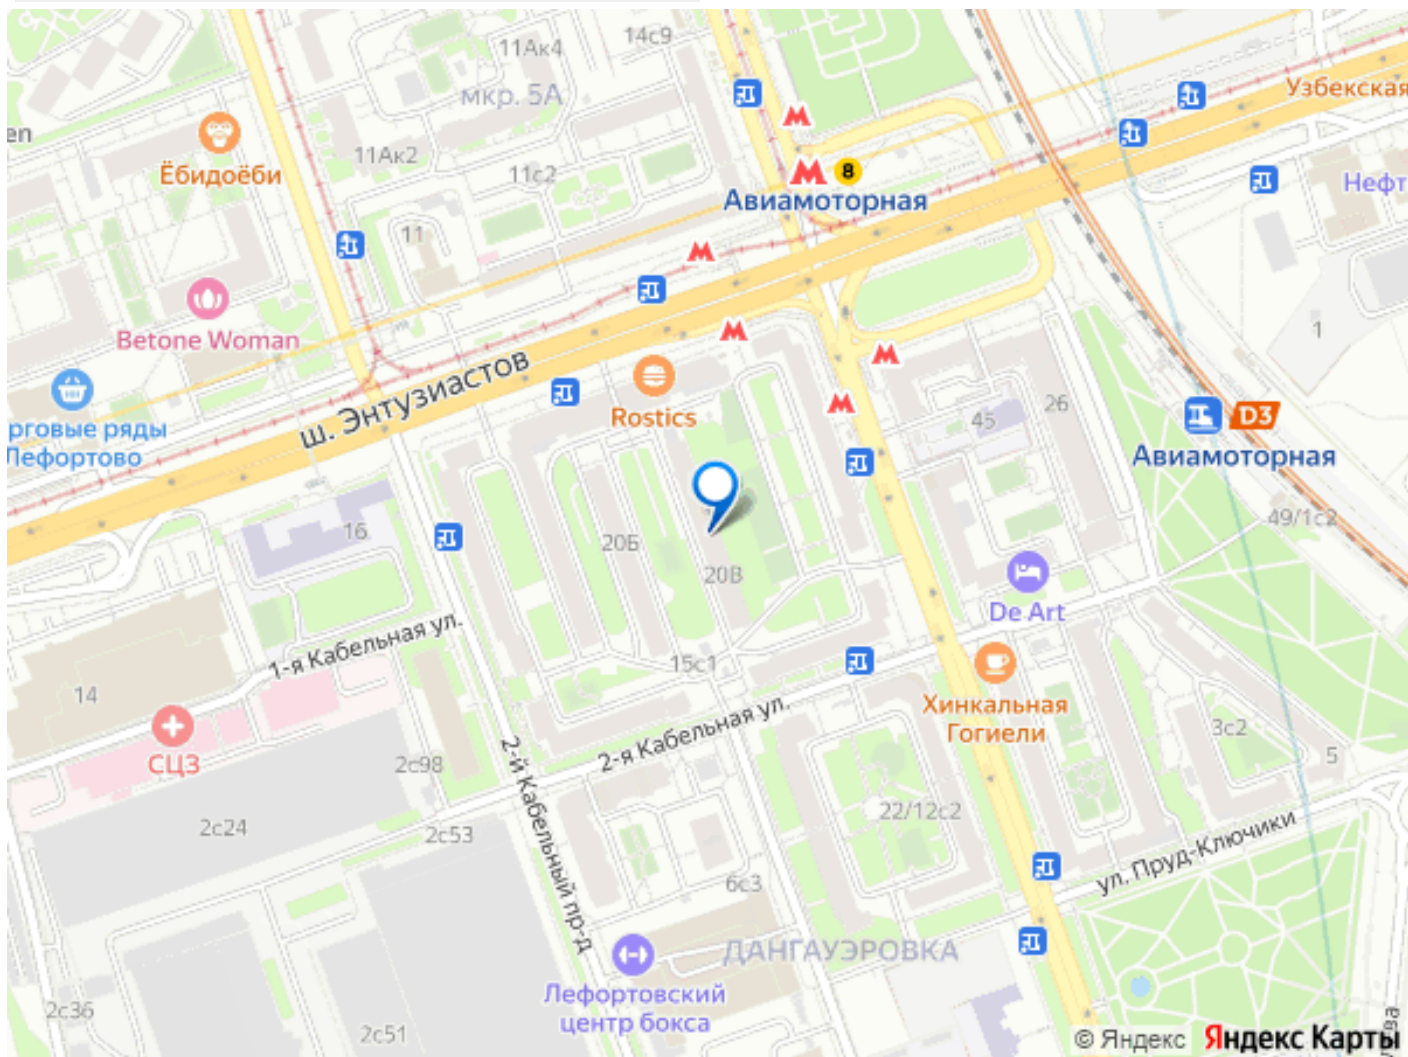 14с9
11Ак4
мкр. 5А
Узбекская
en
Ёбидоёби
11Ак2
11с2
8
Авиамоторная
Нефт
11
Betone Woman
1
ш. Энтузиастов
Rostics
рговые ряды
Лефортово
45
26
D3
Авиамоторная
16
20Б
20В
49/1с2
De Art
1-я Кабельная ул.
15с1
14
Хинкальная
Гогиели
СЦЗ
2с98
2-я Кабельная ул.
2-й Кабельный пр-д
3с2
5
2с24
2с53
22/12с2
ул. Пруд-Ключики
6с3
ДАНГАУЭРОВКА
Лефортовский
центр бокса
2с36
2с51
ва
© Яндекс Яндекс Карты